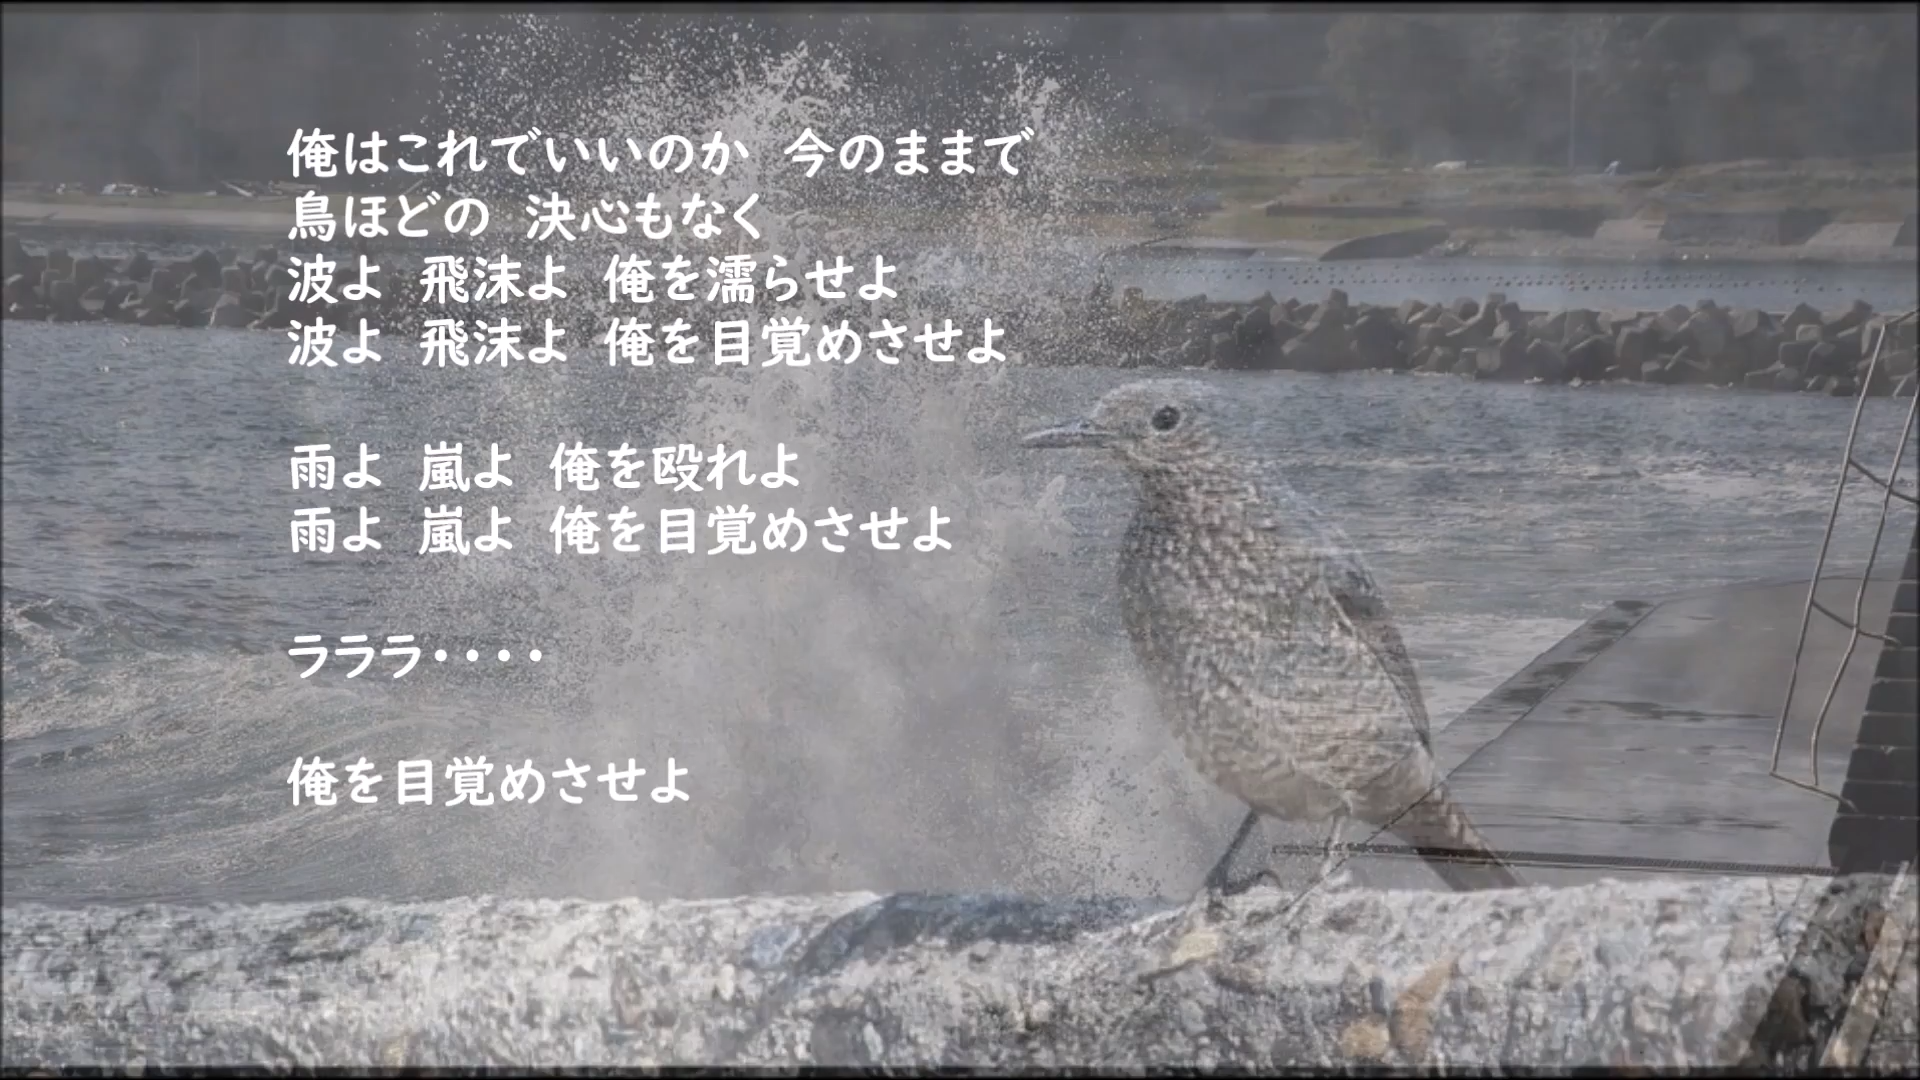 俺はこれでいいのか　今のままで
鳥ほどの　決心もなく
波よ　飛沫よ　俺を濡らせよ
波よ　飛沫よ　俺を目覚めさせよ
雨よ　嵐よ　俺を殴れよ
雨よ　嵐よ　俺を目覚めさせよ
ラララ・・・・
俺を目覚めさせよ